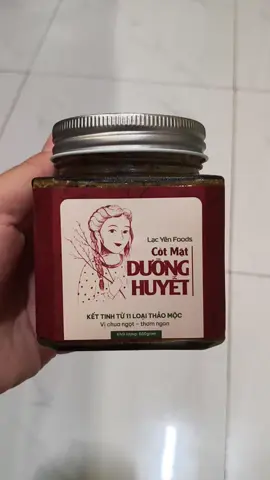 Lạc Yên Foods
Cốt Mật
DƯỠNG
HUYẾT
KẾT TINH TỪ 11 LOẠI THẢO MỘC
Vị chua ngọt - thơm ngon